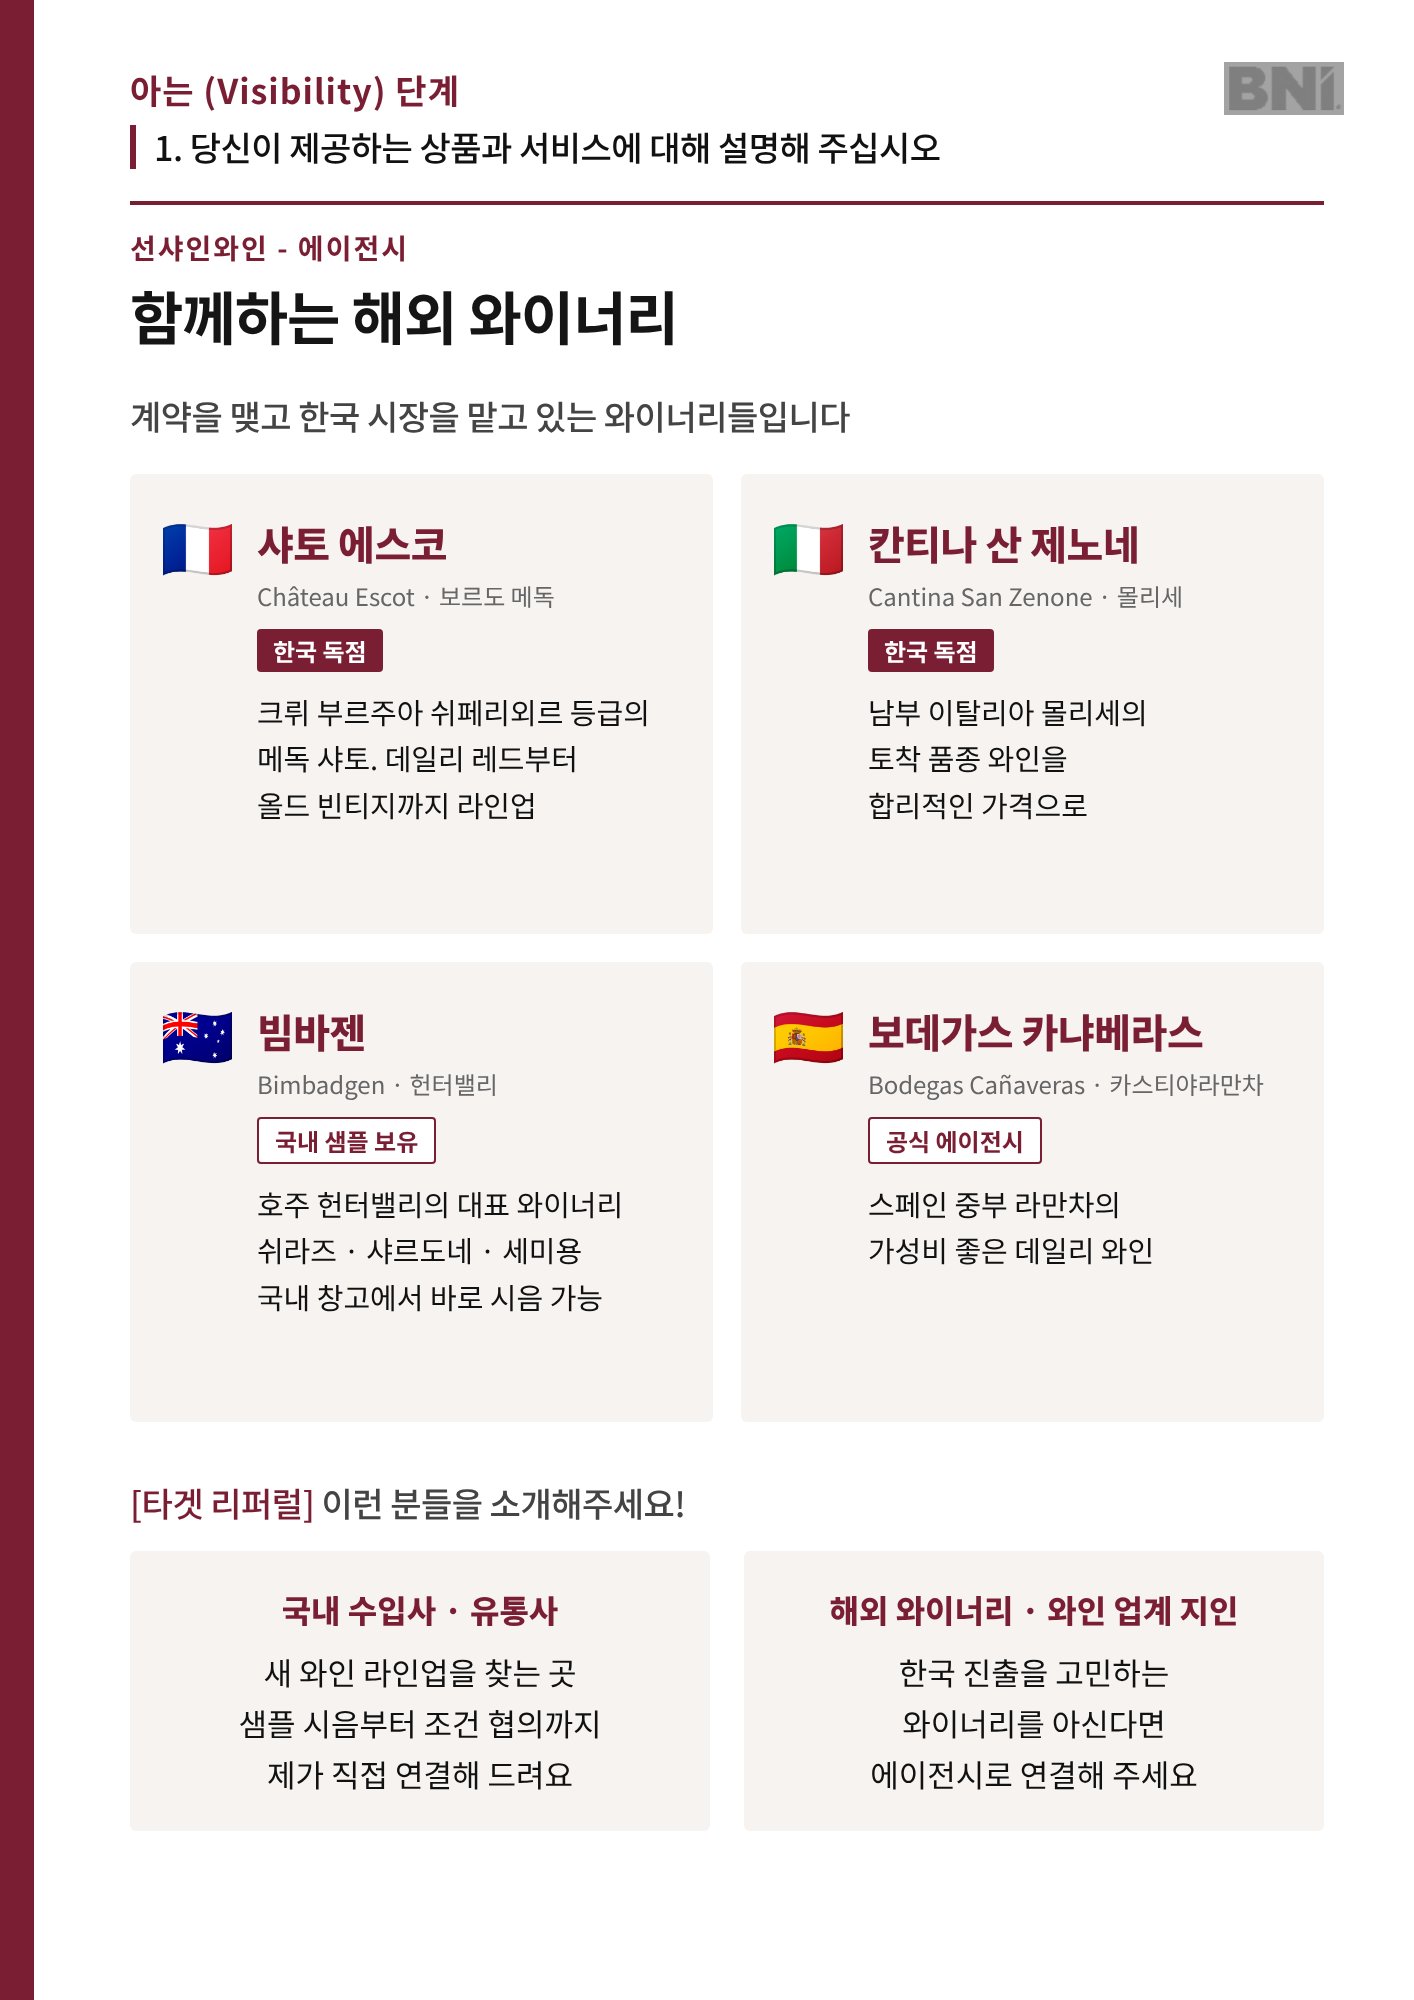 아는 (Visibility) 단계
BNI
1. 당신이 제공하는 상품과 서비스에 대해 설명해 주십시오
선샤인와인 - 에이전시
함께하는 해외 와이너리
계약을 맺고 한국 시장을 맡고 있는 와이너리들입니다
샤토 에스코
Château Escot · 보르도 메독
한국 독점
크뤼 부르주아 쉬페리외르 등급의
메독 샤토. 데일리 레드부터
올드 빈티지까지 라인업
칸티나 산 제노네
Cantina San Zenone · 몰리세
한국 독점
남부 이탈리아 몰리세의
토착 품종 와인을
합리적인 가격으로
빔바젠
Bimbadgen · 헌터밸리
국내 샘플 보유
호주 헌터밸리의 대표 와이너리
쉬라즈 · 샤르도네 · 세미용
국내 창고에서 바로 시음 가능
보데가스 카냐베라스
Bodegas Cañaveras · 카스티야라만차
공식 에이전시
스페인 중부 라만차의
가성비 좋은 데일리 와인
[타겟 리퍼럴] 이런 분들을 소개해주세요!
국내 수입사 · 유통사
새 와인 라인업을 찾는 곳
샘플 시음부터 조건 협의까지
제가 직접 연결해 드려요
해외 와이너리 · 와인 업계 지인
한국 진출을 고민하는
와이너리를 아신다면
에이전시로 연결해 주세요